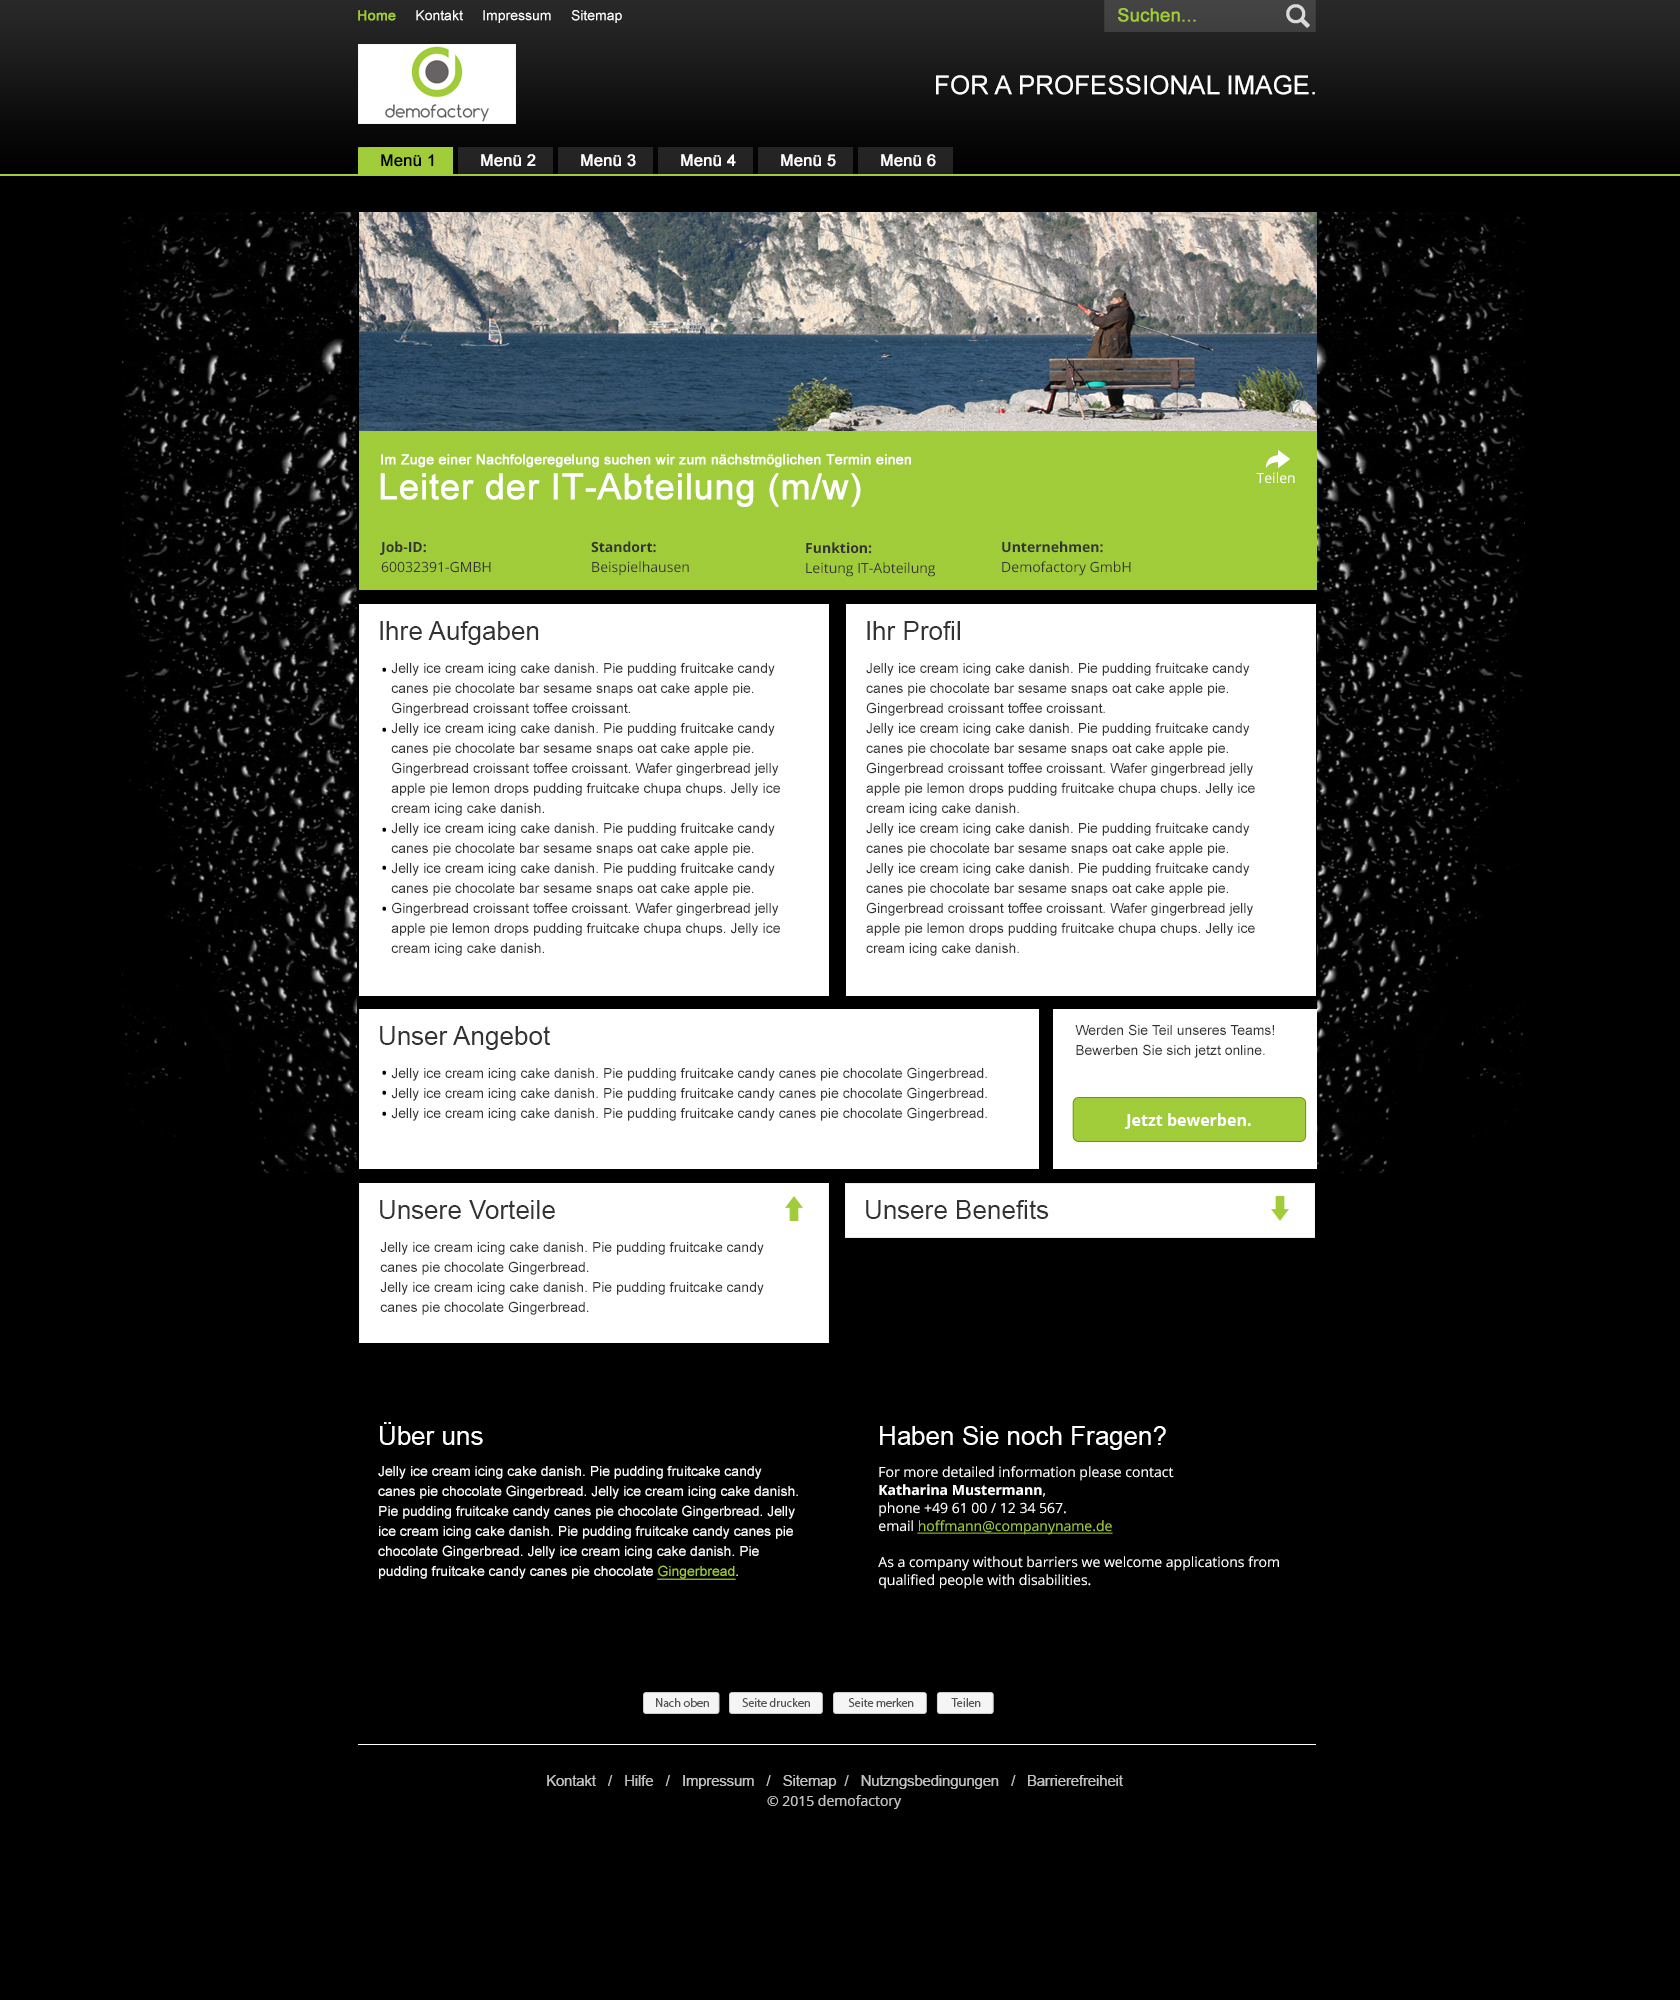 Home Kontakt Impressum Sitemap Suchen...
demofactory
FOR A PROFESSIONAL IMAGE.
Menü 1 Menü 2 Menü 3 Menü 4 Menü 5 Menü 6
Im Zuge einer Nachfolgeregelung suchen wir zum nächstmöglichen Termin einen
Leiter der IT-Abteilung (m/w)
Teilen
Job-ID: Standort: Funktion: Unternehmen:
60032391-GMBH Beispielhausen Leitung IT-Abteilung Demofactory GmbH
Ihre Aufgaben
• Jelly ice cream icing cake danish. Pie pudding fruitcake candy
canes pie chocolate bar sesame snaps oat cake apple pie.
Gingerbread croissant toffee croissant.
• Jelly ice cream icing cake danish. Pie pudding fruitcake candy
canes pie chocolate bar sesame snaps oat cake apple pie.
Gingerbread croissant toffee croissant. Wafer gingerbread jelly
apple pie lemon drops pudding fruitcake chupa chups. Jelly ice
cream icing cake danish.
• Jelly ice cream icing cake danish. Pie pudding fruitcake candy
canes pie chocolate bar sesame snaps oat cake apple pie.
• Jelly ice cream icing cake danish. Pie pudding fruitcake candy
canes pie chocolate bar sesame snaps oat cake apple pie.
• Gingerbread croissant toffee croissant. Wafer gingerbread jelly
apple pie lemon drops pudding fruitcake chupa chups. Jelly ice
cream icing cake danish.
Ihr Profil
Jelly ice cream icing cake danish. Pie pudding fruitcake candy
canes pie chocolate bar sesame snaps oat cake apple pie.
Gingerbread croissant toffee croissant.
Jelly ice cream icing cake danish. Pie pudding fruitcake candy
canes pie chocolate bar sesame snaps oat cake apple pie.
Gingerbread croissant toffee croissant. Wafer gingerbread jelly
apple pie lemon drops pudding fruitcake chupa chups. Jelly ice
cream icing cake danish.
Jelly ice cream icing cake danish. Pie pudding fruitcake candy
canes pie chocolate bar sesame snaps oat cake apple pie.
Jelly ice cream icing cake danish. Pie pudding fruitcake candy
canes pie chocolate bar sesame snaps oat cake apple pie.
Gingerbread croissant toffee croissant. Wafer gingerbread jelly
apple pie lemon drops pudding fruitcake chupa chups. Jelly ice
cream icing cake danish.
Unser Angebot
• Jelly ice cream icing cake danish. Pie pudding fruitcake candy canes pie chocolate Gingerbread.
• Jelly ice cream icing cake danish. Pie pudding fruitcake candy canes pie chocolate Gingerbread.
• Jelly ice cream icing cake danish. Pie pudding fruitcake candy canes pie chocolate Gingerbread.
Werden Sie Teil unseres Teams!
Bewerben Sie sich jetzt online.
Jetzt bewerben.
Unsere Vorteile
Jelly ice cream icing cake danish. Pie pudding fruitcake candy
canes pie chocolate Gingerbread.
Jelly ice cream icing cake danish. Pie pudding fruitcake candy
canes pie chocolate Gingerbread.
Unsere Benefits
Über uns
Jelly ice cream icing cake danish. Pie pudding fruitcake candy
canes pie chocolate Gingerbread. Jelly ice cream icing cake danish.
Pie pudding fruitcake candy canes pie chocolate Gingerbread. Jelly
ice cream icing cake danish. Pie pudding fruitcake candy canes pie
chocolate Gingerbread. Jelly ice cream icing cake danish. Pie
pudding fruitcake candy canes pie chocolate Gingerbread.
Haben Sie noch Fragen?
For more detailed information please contact
Katharina Mustermann,
phone +49 61 00 / 12 34 567.
email hoffmann@companyname.de
As a company without barriers we welcome applications from
qualified people with disabilities.
Nach oben Seite drucken Seite merken Teilen
Kontakt / Hilfe / Impressum / Sitemap / Nutzngsbedingungen / Barrierefreiheit
© 2015 demofactory